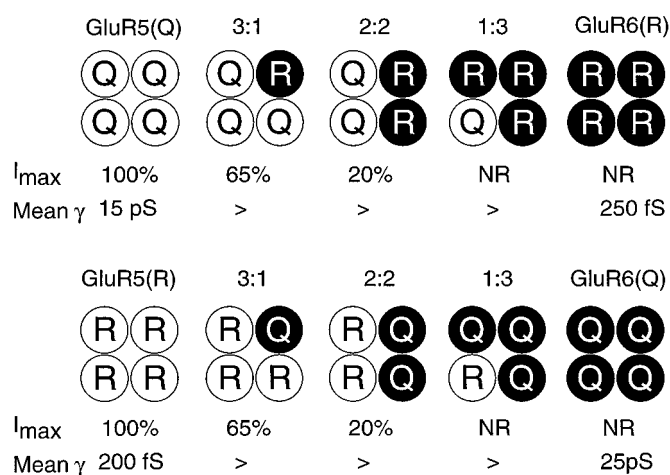 GluR5(Q) 3:1 2:2 1:3 GluR6(R)
Q Q Q R Q R R R R R
Q Q Q Q Q R Q R R R
Imax 100% 65% 20% NR NR
Mean γ 15 pS > > > 250 fS
GluR5(R) 3:1 2:2 1:3 GluR6(Q)
R R R Q R Q Q Q Q Q
R R R R R Q R Q Q Q
Imax 100% 65% 20% NR NR
Mean γ 200 fS > > > 25pS